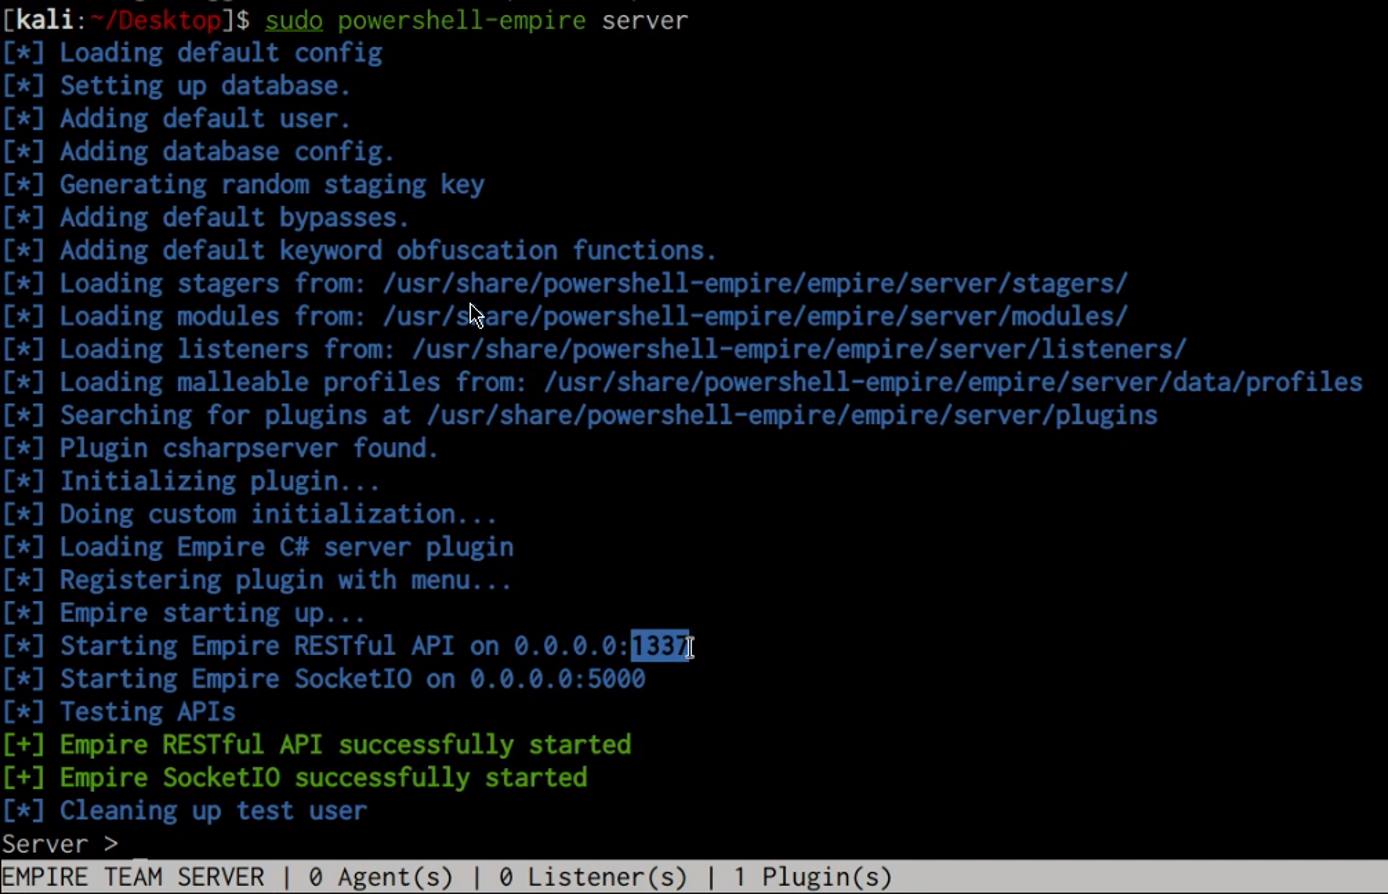 [kali:~/Desktop]$ sudo powershell-empire server
[*] Loading default config
[*] Setting up database.
[*] Adding default user.
[*] Adding database config.
[*] Generating random staging key
[*] Adding default bypasses.
[*] Adding default keyword obfuscation functions.
[*] Loading stagers from: /usr/share/powershell-empire/empire/server/stagers/
[*] Loading modules from: /usr/share/powershell-empire/empire/server/modules/
[*] Loading listeners from: /usr/share/powershell-empire/empire/server/listeners/
[*] Loading malleable profiles from: /usr/share/powershell-empire/empire/server/data/profiles
[*] Searching for plugins at /usr/share/powershell-empire/empire/server/plugins
[*] Plugin csharpserver found.
[*] Initializing plugin...
[*] Doing custom initialization...
[*] Loading Empire C# server plugin
[*] Registering plugin with menu...
[*] Empire starting up...
[*] Starting Empire RESTful API on 0.0.0.0:1337
[*] Starting Empire SocketIO on 0.0.0.0:5000
[*] Testing APIs
[+] Empire RESTful API successfully started
[+] Empire SocketIO successfully started
[*] Cleaning up test user
Server >
EMPIRE TEAM SERVER | 0 Agent(s) | 0 Listener(s) | 1 Plugin(s)